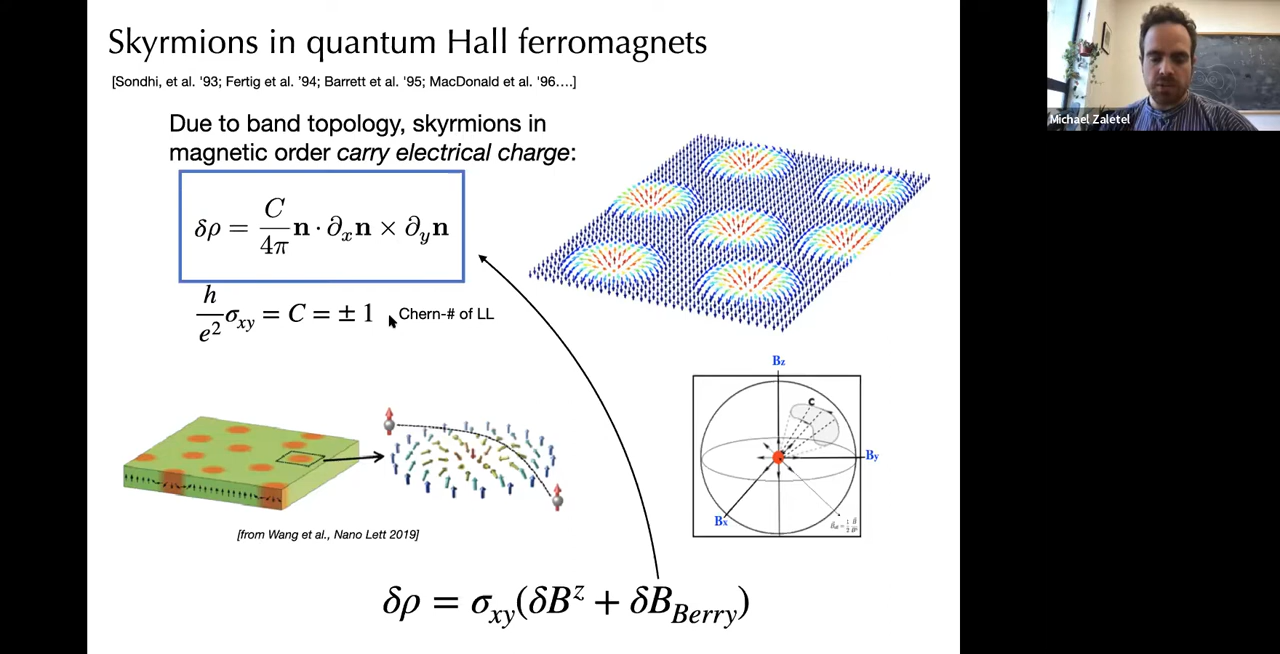 Skyrmions in quantum Hall ferromagnets
[Sondhi, et al. '93; Fertig et al. '94; Barrett et al. '95; MacDonald et al. '96....]
Due to band topology, skyrmions in
magnetic order carry electrical charge:
δρ = C/4π n · ∂ₓn × ∂ᵧn
h/e² σₓᵧ = C = ± 1
Chern-# of LL
Bz
C
By
Bx
[from Wang et al., Nano Lett 2019]
δρ = σₓᵧ(δBᶻ + δB_Berry)
Michael Zaletel